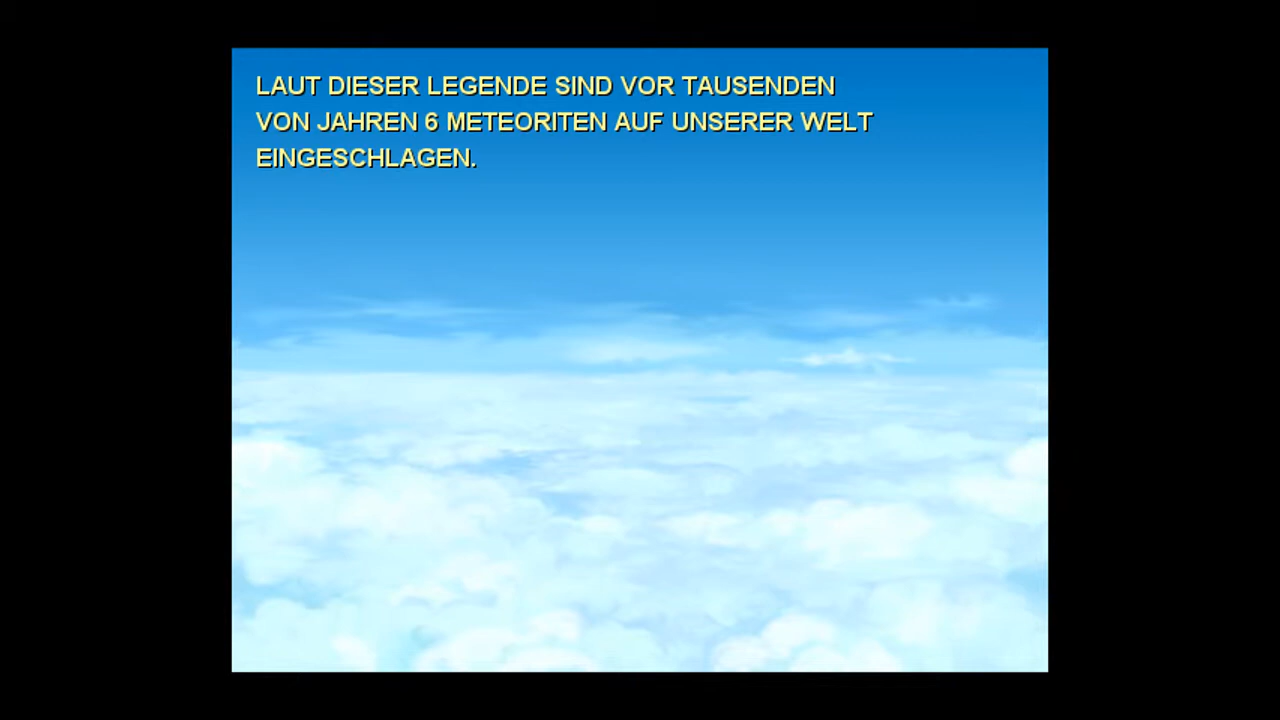 LAUT DIESER LEGENDE SIND VOR TAUSENDEN
VON JAHREN 6 METEORITEN AUF UNSERER WELT
EINGESCHLAGEN.